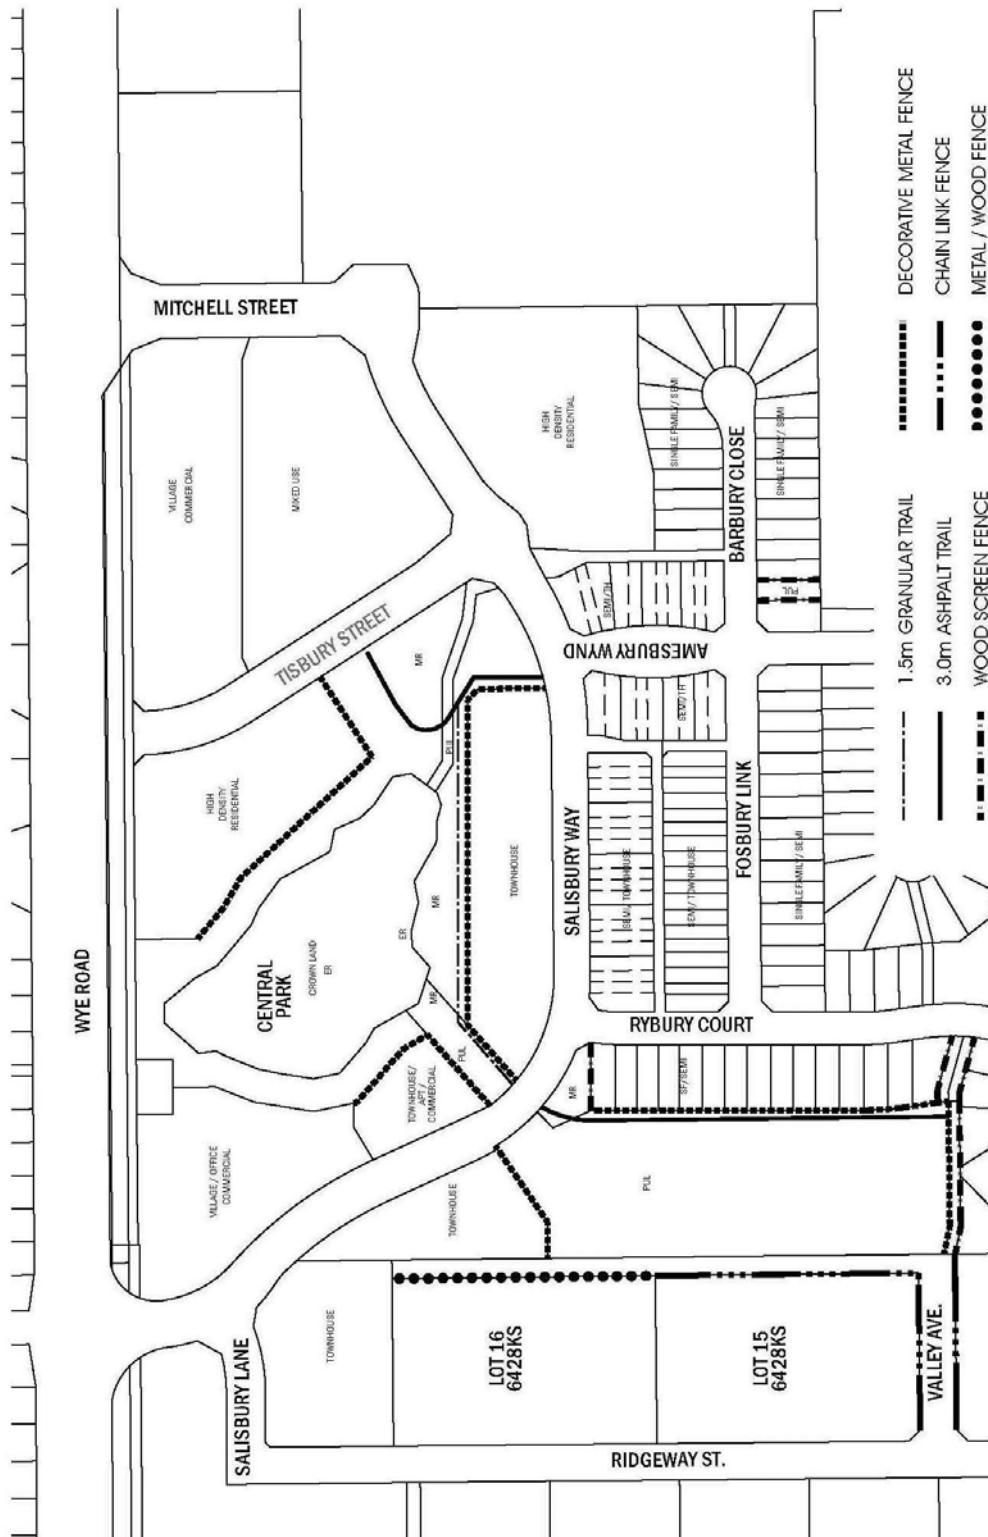 WYE ROAD
MITCHELL STREET
VILLAGE
COMMERCIAL
MIXED USE
TISBURY STREET
HIGH
DENSITY
RESIDENTIAL
HIGH
DENSITY
RESIDENTIAL
CENTRAL
PARK
CROWN LAND
ER
ER
MR
MR
MR
PUL
PUL
TOWNHOUSE
TOWNHOUSE/
APT/
COMMERCIAL
VILLAGE / OFFICE
COMMERCIAL
TOWNHOUSE
TOWNHOUSE
SALISBURY LANE
SALISBURY WAY
SEMI/TH
AMESBURY WYND
SEMI/TH
SINGLE FAMILY/ SEMI
BARBURY CLOSE
SINGLE FAMILY/ SEMI
PUL
SEMI/ TOWNHOUSE
SEMI/ TOWNHOUSE
FOSBURY LINK
SINGLE FAMILY/ SEMI
RYBURY COURT
MR
SF/SEMI
PUL
LOT 16
6428KS
LOT 15
6428KS
VALLEY AVE.
RIDGEWAY ST.
1.5m GRANULAR TRAIL
3.0m ASHPALT TRAIL
WOOD SCREEN FENCE
DECORATIVE METAL FENCE
CHAIN LINK FENCE
METAL / WOOD FENCE